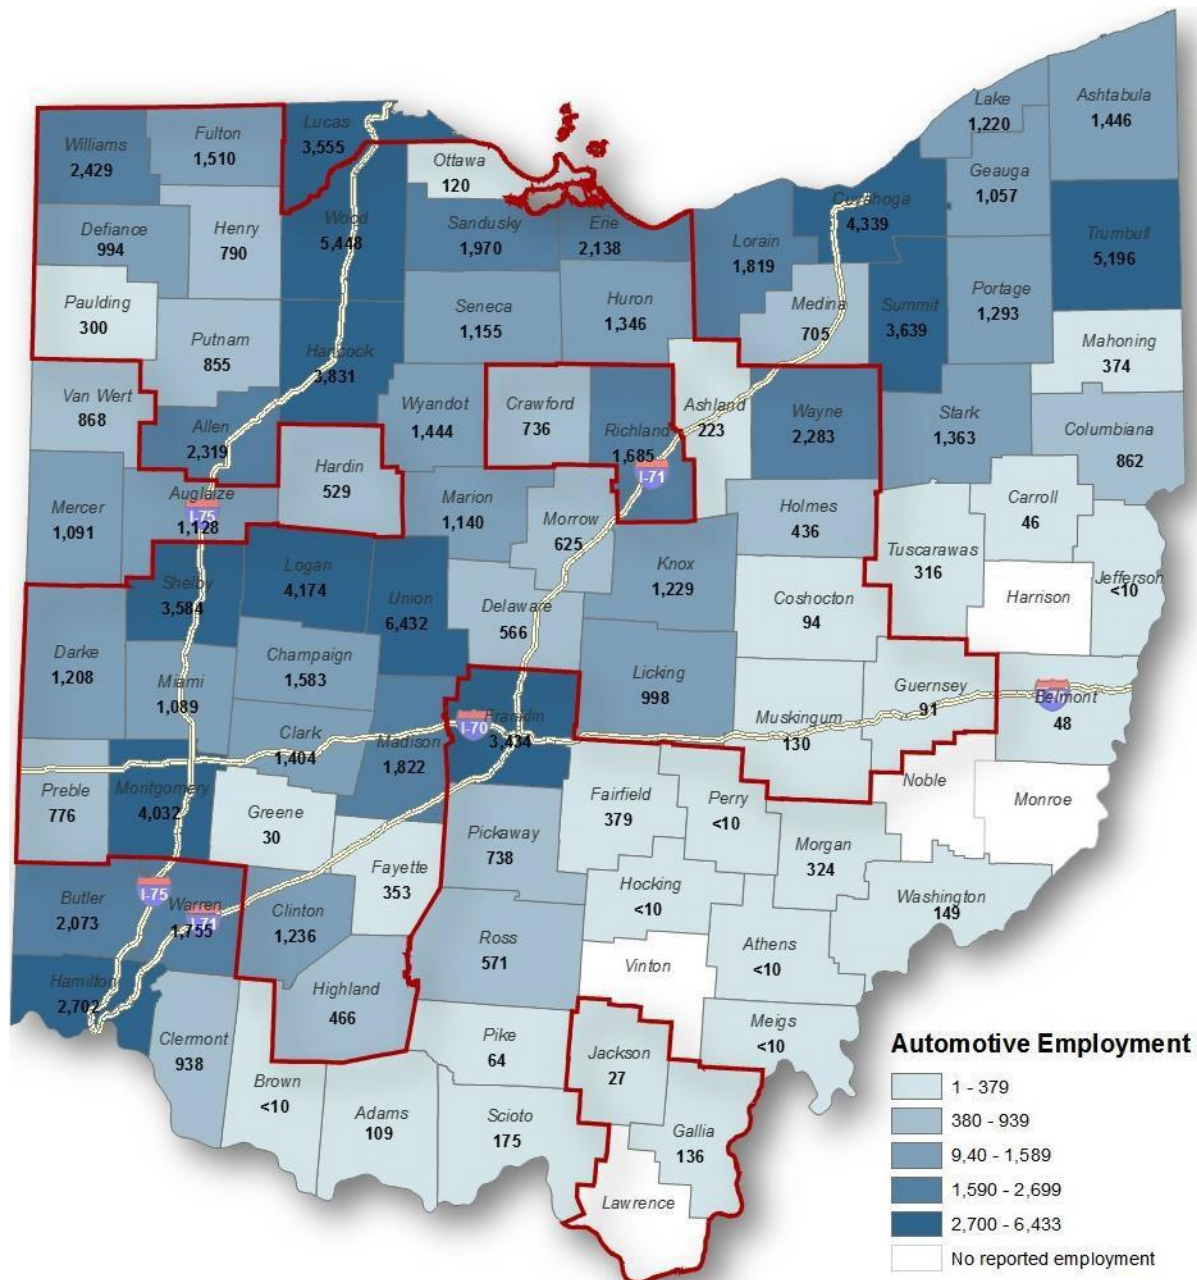 Lake
1,220
Ashtabula
1,446
Lucas
3,555
Fulton
1,510
Williams
2,429
Ottawa
120
Geauga
1,057
Cuyahoga
4,339
Wood
5,448
Sandusky
1,970
Erie
2,138
Lorain
1,819
Trumbull
5,196
Defiance
994
Henry
790
Paulding
300
Seneca
1,155
Huron
1,346
Medina
705
Summit
3,639
Portage
1,293
Mahoning
374
Putnam
855
Hancock
3,831
Van Wert
868
Wyandot
1,444
Crawford
736
Richland
1,685
Ashland
223
Wayne
2,283
Stark
1,363
Columbiana
862
Allen
2,319
Hardin
529
I-71
Mercer
1,091
Auglaize
I-75
1,128
Marion
1,140
Morrow
625
Holmes
436
Carroll
46
Tuscarawas
316
Knox
1,229
Shelby
3,584
Logan
4,174
Union
6,432
Delaware
566
Coshocton
94
Harrison
Jefferson
<10
Darke
1,208
Miami
1,089
Champaign
1,583
Licking
998
Guernsey
91
Belmont
48
Muskingum
130
Clark
1,404
Madison
1,822
I-70
Franklin
3,434
Preble
776
Montgomery
4,032
Greene
30
Fairfield
379
Perry
<10
Noble
Monroe
Pickaway
738
Morgan
324
Fayette
353
Hocking
<10
Washington
149
Butler
2,073
I-75
Warren
I-71
1,755
Clinton
1,236
Ross
571
Athens
<10
Vinton
Hamilton
2,702
Highland
466
Clermont
938
Pike
64
Meigs
<10
Jackson
27
Brown
<10
Adams
109
Scioto
175
Gallia
136
Lawrence
Automotive Employment
1 - 379
380 - 939
9,40 - 1,589
1,590 - 2,699
2,700 - 6,433
No reported employment